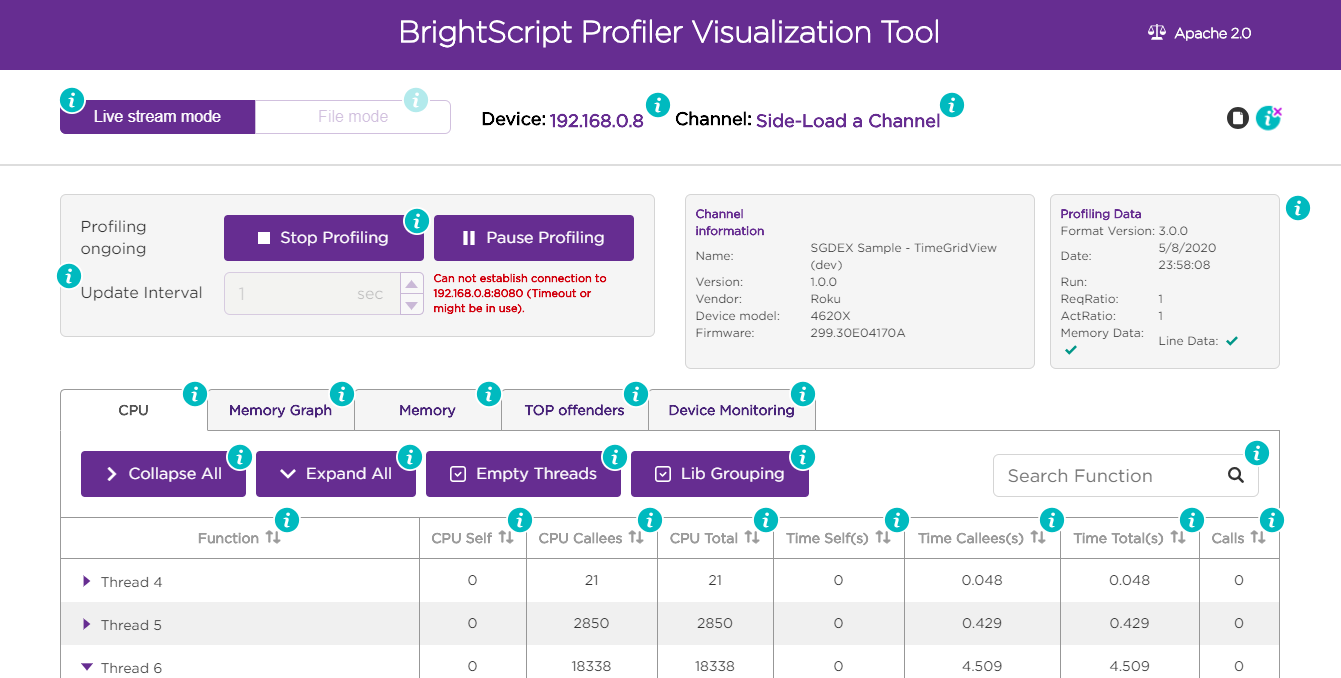 BrightScript Profiler Visualization Tool
Apache 2.0
Live stream mode
File mode
Device: 192.168.0.8
Channel: Side-Load a Channel
Profiling
ongoing
Stop Profiling
Pause Profiling
Update Interval
1 sec
Can not establish connection to
192.168.0.8:8080 (Timeout or
might be in use).
Channel
information
Name: SGDEX Sample - TimeGridView
(dev)
Version: 1.0.0
Vendor: Roku
Device model: 4620X
Firmware: 299.30E04170A
Profiling Data
Format Version: 3.0.0
Date: 5/8/2020
23:58:08
Run:
ReqRatio: 1
ActRatio: 1
Memory Data:
Line Data:
CPU
Memory Graph
Memory
TOP offenders
Device Monitoring
Collapse All
Expand All
Empty Threads
Lib Grouping
Search Function
Function CPU Self CPU Callees CPU Total Time Self(s) Time Callees(s) Time Total(s) Calls
Thread 4 0 21 21 0 0.048 0.048 0
Thread 5 0 2850 2850 0 0.429 0.429 0
Thread 6 0 18338 18338 0 4.509 4.509 0